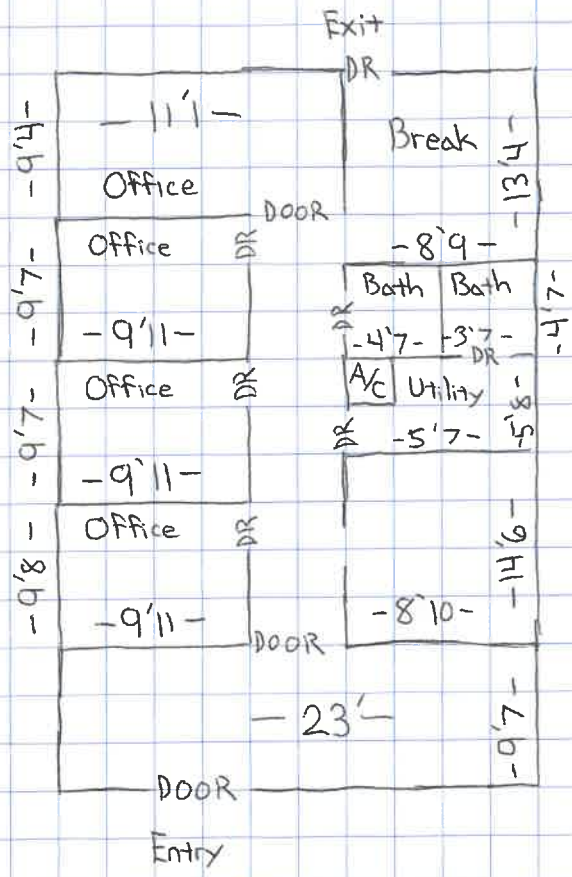 Exit
DR
- 11'1 -
- 9'4 -
Break
- 13'4 -
Office
DOOR
Office
DR
- 9'7 -
- 8'9 -
Bath
Bath
DR
- 9'11 -
- 4'7 -
- 3'7 -
- 4'7 -
DR
Office
DR
A/C
Utility
- 9'7 -
- 5'8 -
DR
- 5'7 -
- 9'11 -
Office
DR
- 9'8 -
- 14'6 -
- 9'11 -
- 8'10 -
DOOR
- 23' -
- 9'7 -
DOOR
Entry